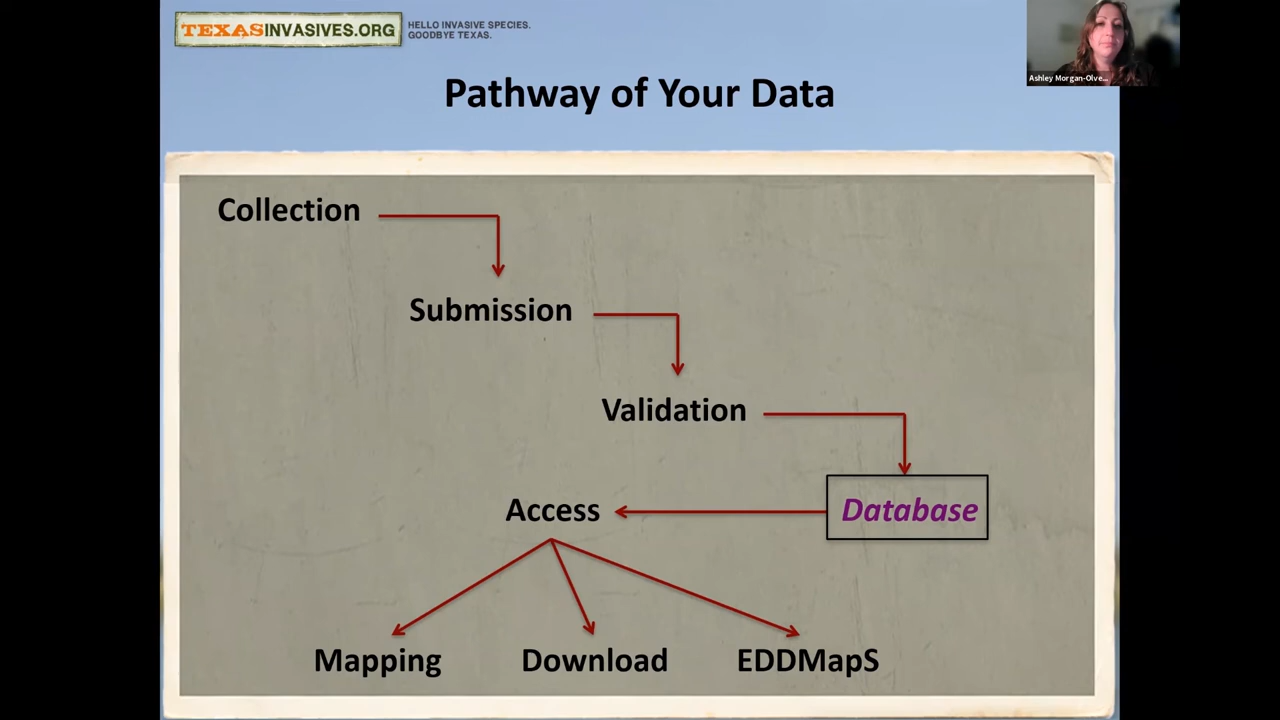 TEXASINVASIVES.ORG
HELLO INVASIVE SPECIES.
GOODBYE TEXAS.
Ashley Morgan-Olve...
Pathway of Your Data
Collection
Submission
Validation
Access
Database
Mapping
Download
EDDMapS